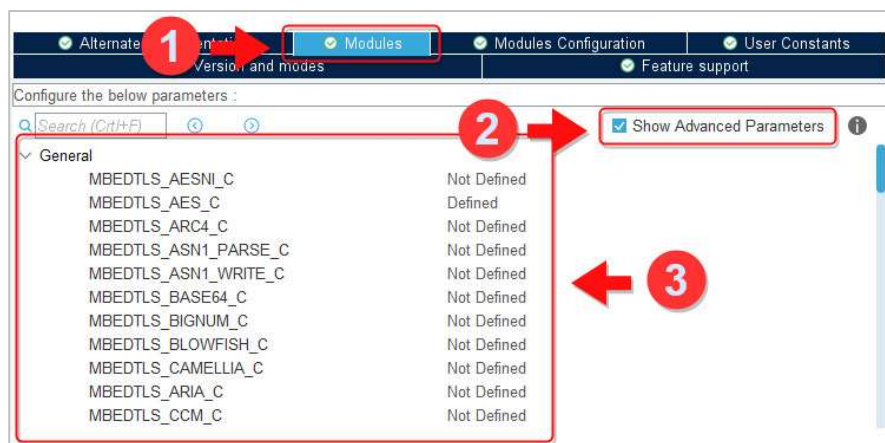 Alternate 1 entati Modules Modules Configuration User Constants
Version and modes Feature support
Configure the below parameters :
Search (Crtl+F) 2 Show Advanced Parameters
General
MBEDTLS_AESNI_C Not Defined
MBEDTLS_AES_C Defined
MBEDTLS_ARC4_C Not Defined
MBEDTLS_ASN1_PARSE_C Not Defined
MBEDTLS_ASN1_WRITE_C Not Defined
3
MBEDTLS_BASE64_C Not Defined
MBEDTLS_BIGNUM_C Not Defined
MBEDTLS_BLOWFISH_C Not Defined
MBEDTLS_CAMELLIA_C Not Defined
MBEDTLS_ARIA_C Not Defined
MBEDTLS_CCM_C Not Defined